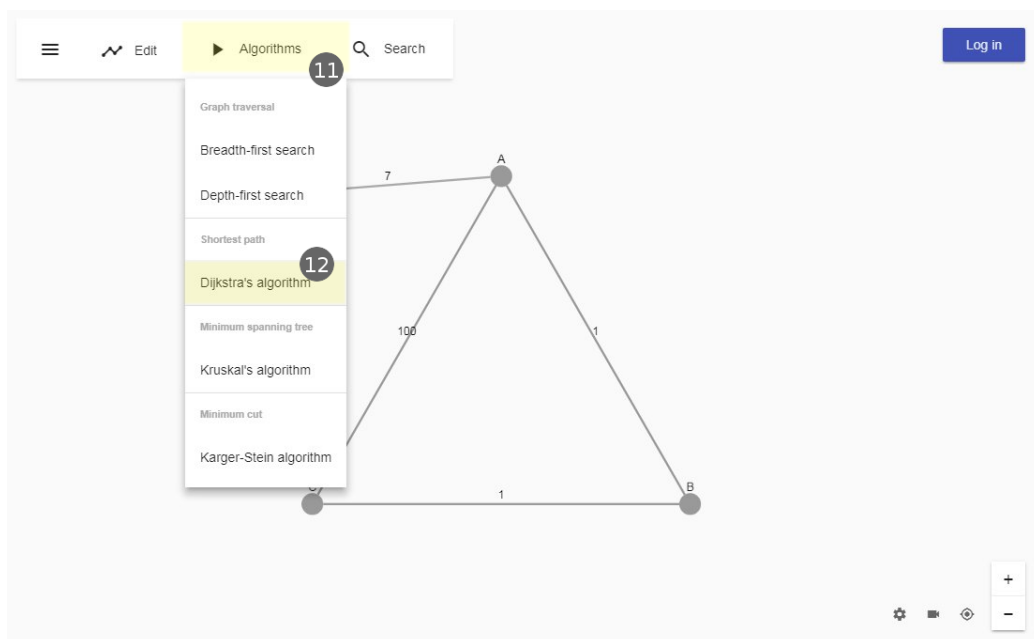 Edit
Algorithms
Search
Log in
11
Graph traversal
Breadth-first search
Depth-first search
Shortest path
12
Dijkstra's algorithm
Minimum spanning tree
Kruskal's algorithm
Minimum cut
Karger-Stein algorithm
A
7
100
1
B
1
+
−